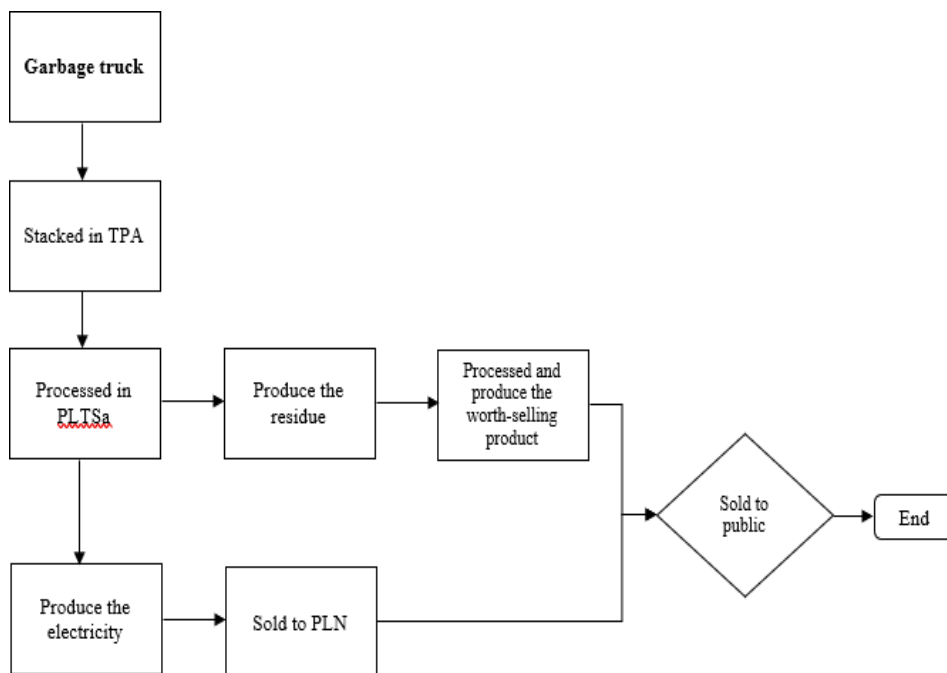 Garbage truck
Stacked in TPA
Processed in
PLTSa
Produce the
residue
Processed and
produce the
worth-selling
product
Sold to
public
End
Produce the
electricity
Sold to PLN